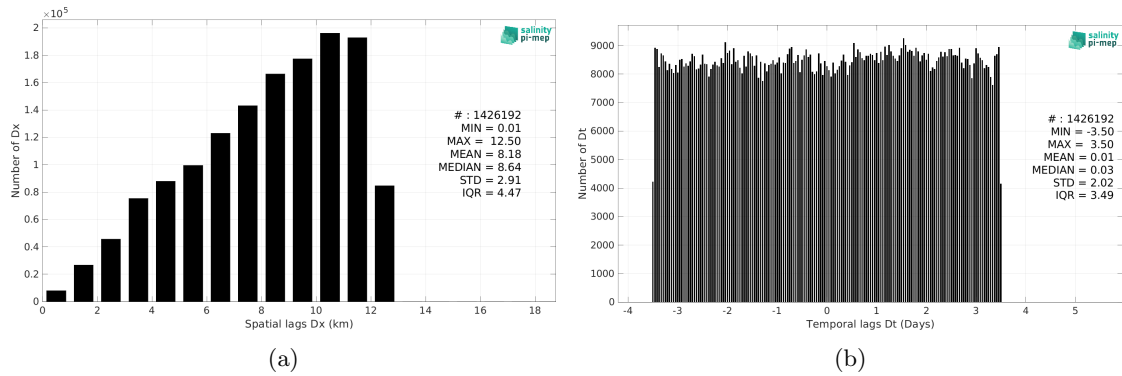 ×10^5
2
1.8
1.6
1.4
1.2
1
0.8
0.6
0.4
0.2
0
Number of Dx
0 2 4 6 8 10 12 14 16 18
Spatial lags Dx (km)
salinity
pi-mep
# : 1426192
MIN = 0.01
MAX = 12.50
MEAN = 8.18
MEDIAN = 8.64
STD = 2.91
IQR = 4.47
(a)
9000
8000
7000
6000
5000
4000
3000
2000
1000
0
Number of Dt
-4 -3 -2 -1 0 1 2 3 4 5
Temporal lags Dt (Days)
salinity
pi-mep
# : 1426192
MIN = -3.50
MAX = 3.50
MEAN = 0.01
MEDIAN = 0.03
STD = 2.02
IQR = 3.49
(b)